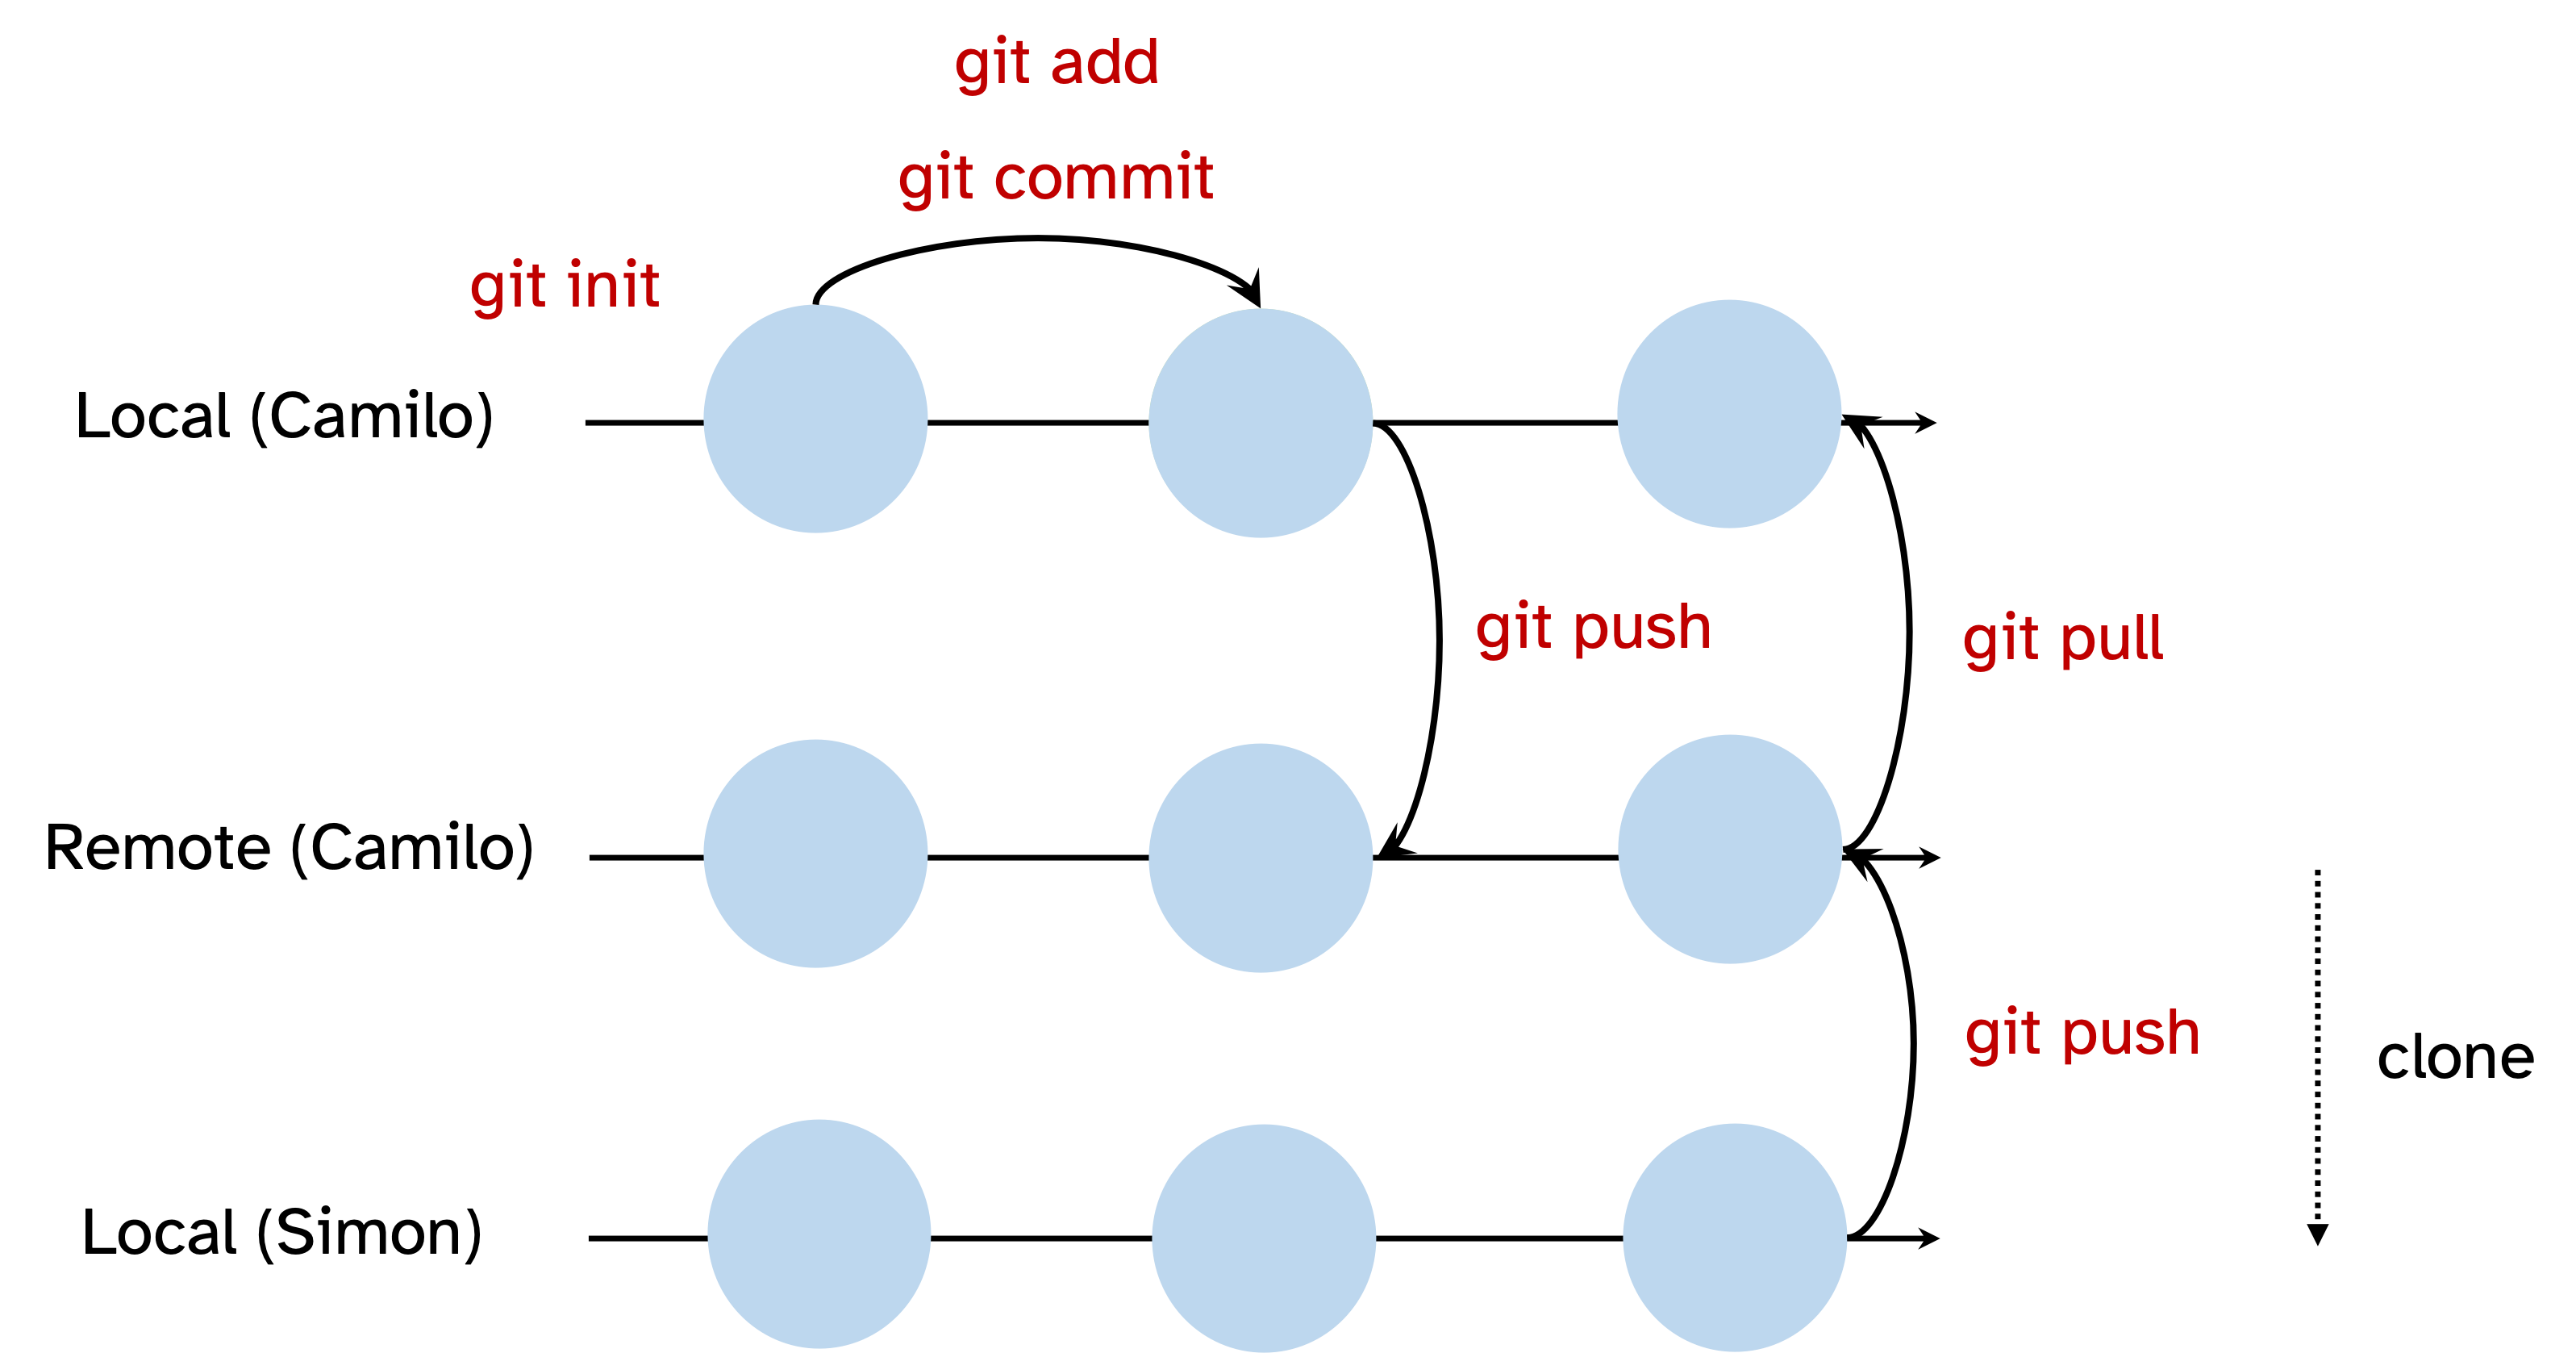 git add
git commit
git init
Local (Camilo)
git push
git pull
Remote (Camilo)
git push
clone
Local (Simon)